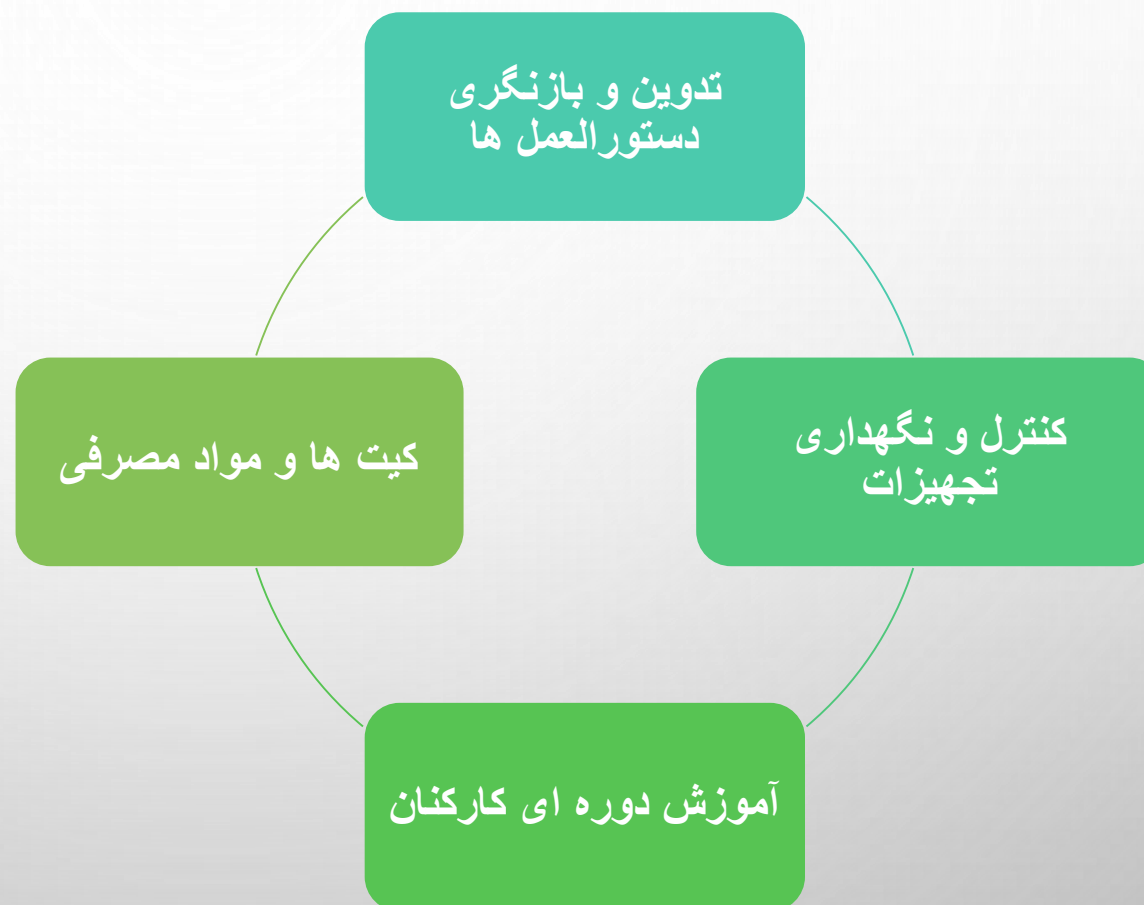 تدوین و بازنگری
دستورالعمل ها
کنترل و نگهداری
تجهیزات
آموزش دوره ای کارکنان
کیت ها و مواد مصرفی